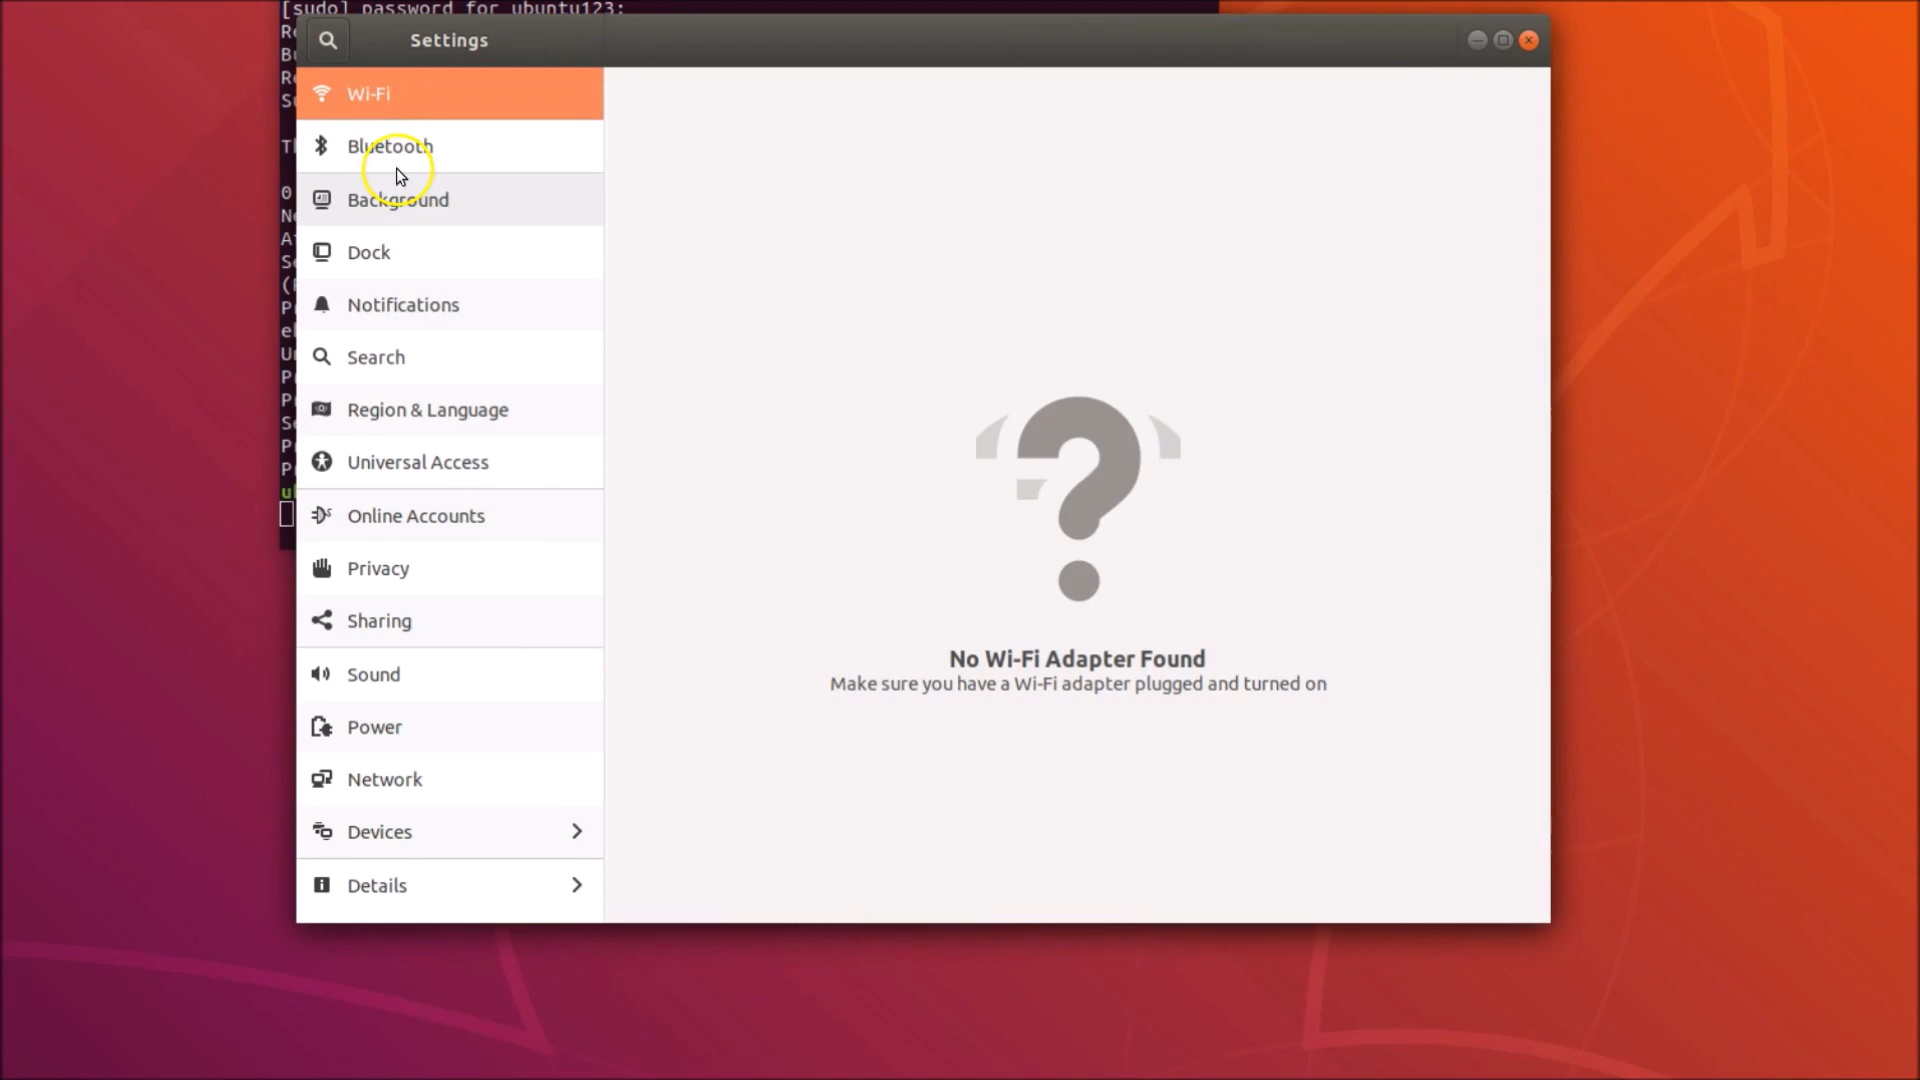 [sudo] password for ubuntu123:
Settings
Wi-Fi
Bluetooth
Background
Dock
Notifications
Search
Region & Language
Universal Access
Online Accounts
Privacy
Sharing
Sound
Power
Network
Devices
Details
No Wi-Fi Adapter Found
Make sure you have a Wi-Fi adapter plugged and turned on